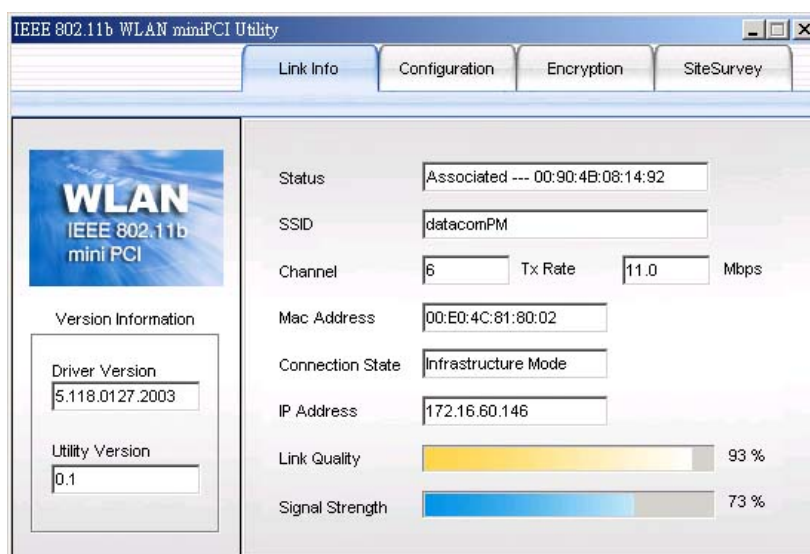 IEEE 802.11b WLAN miniPCI Utility
Link Info Configuration Encryption SiteSurvey
WLAN
IEEE 802.11b
mini PCI
Version Information
Driver Version
5.118.0127.2003
Utility Version
0.1
Status Associated --- 00:90:4B:08:14:92
SSID datacomPM
Channel 6 Tx Rate 11.0 Mbps
Mac Address 00:E0:4C:81:80:02
Connection State Infrastructure Mode
IP Address 172.16.60.146
Link Quality 93 %
Signal Strength 73 %